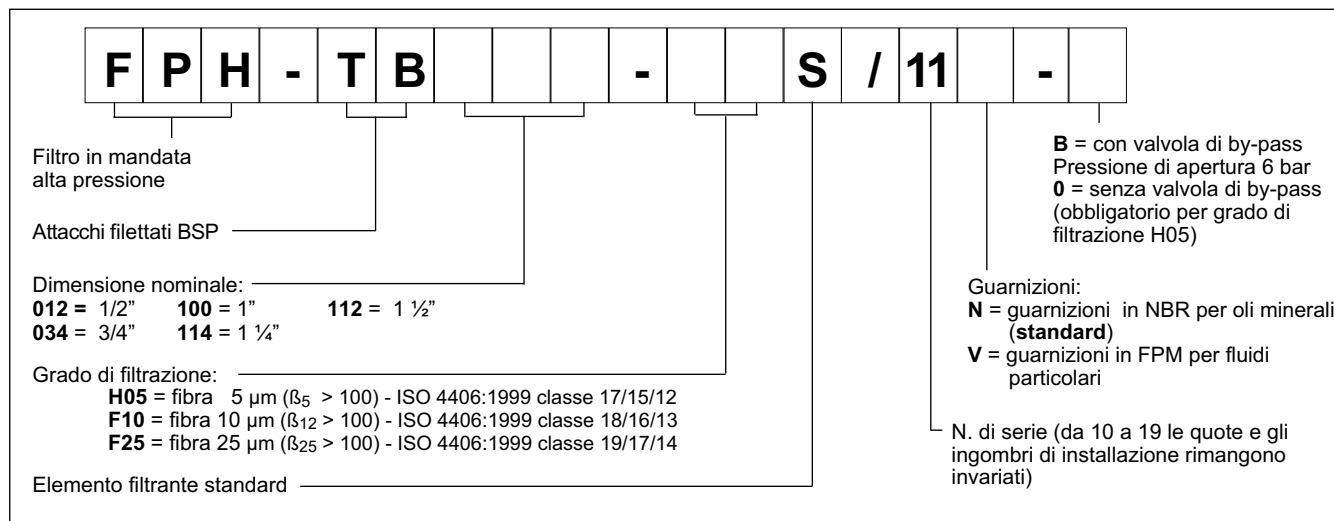 F P H - T B - S / 11 -
Filtro in mandata
alta pressione
Attacchi filettati BSP
Dimensione nominale:
012 = 1/2” 100 = 1” 112 = 1 ½”
034 = 3/4” 114 = 1 ¼”
Grado di filtrazione:
H05 = fibra 5 µm (ß5 > 100) - ISO 4406:1999 classe 17/15/12
F10 = fibra 10 µm (ß12 > 100) - ISO 4406:1999 classe 18/16/13
F25 = fibra 25 µm (ß25 > 100) - ISO 4406:1999 classe 19/17/14
Elemento filtrante standard
B = con valvola di by-pass
Pressione di apertura 6 bar
0 = senza valvola di by-pass
(obbligatorio per grado di
filtrazione H05)
Guarnizioni:
N = guarnizioni in NBR per oli minerali
(standard)
V = guarnizioni in FPM per fluidi
particolari
N. di serie (da 10 a 19 le quote e gli
ingombri di installazione rimangono
invariati)